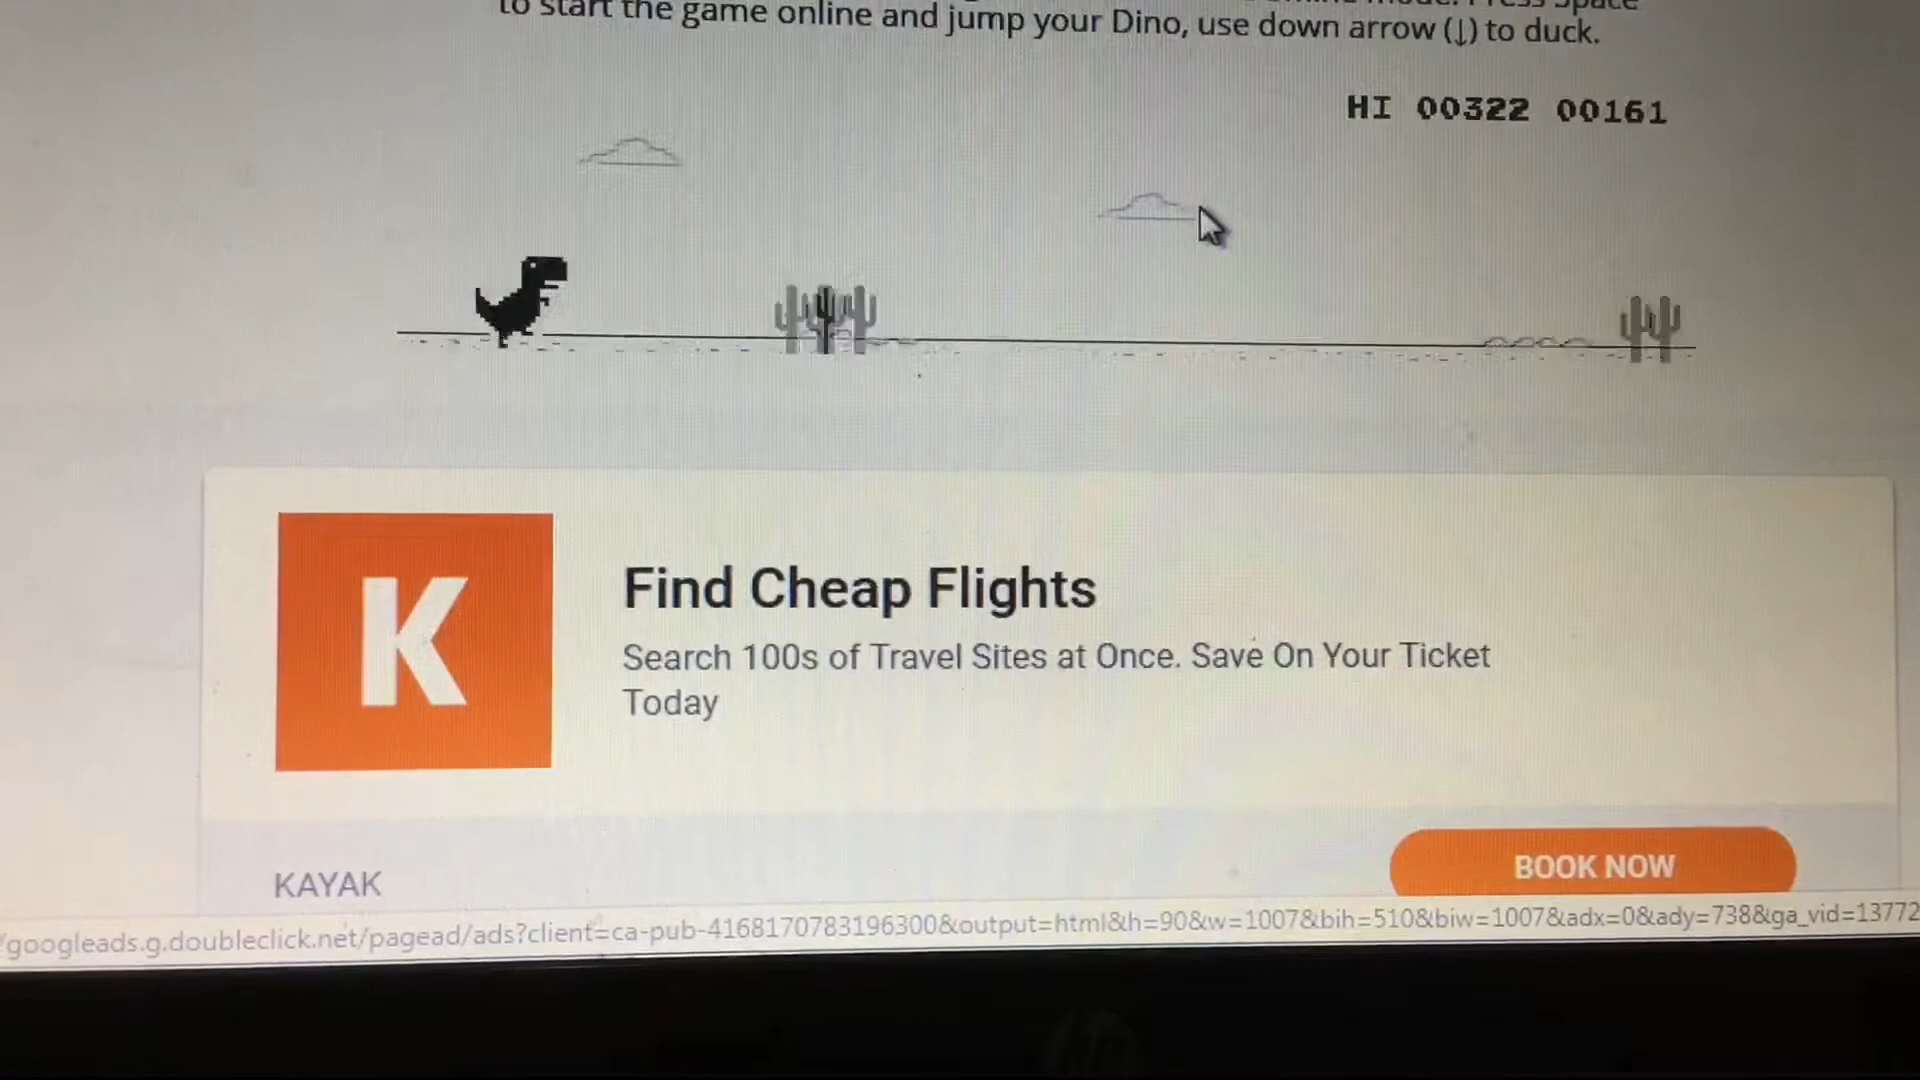 to start the game online and jump your Dino, use down arrow (↓) to duck.
HI 00322 00161
K
Find Cheap Flights
Search 100s of Travel Sites at Once. Save On Your Ticket
Today
KAYAK
BOOK NOW
/googleads.g.doubleclick.net/pagead/ads?client=ca-pub-4168170783196300&output=html&h=90&w=1007&bih=510&biw=1007&adx=0&ady=738&ga_vid=13772
hp